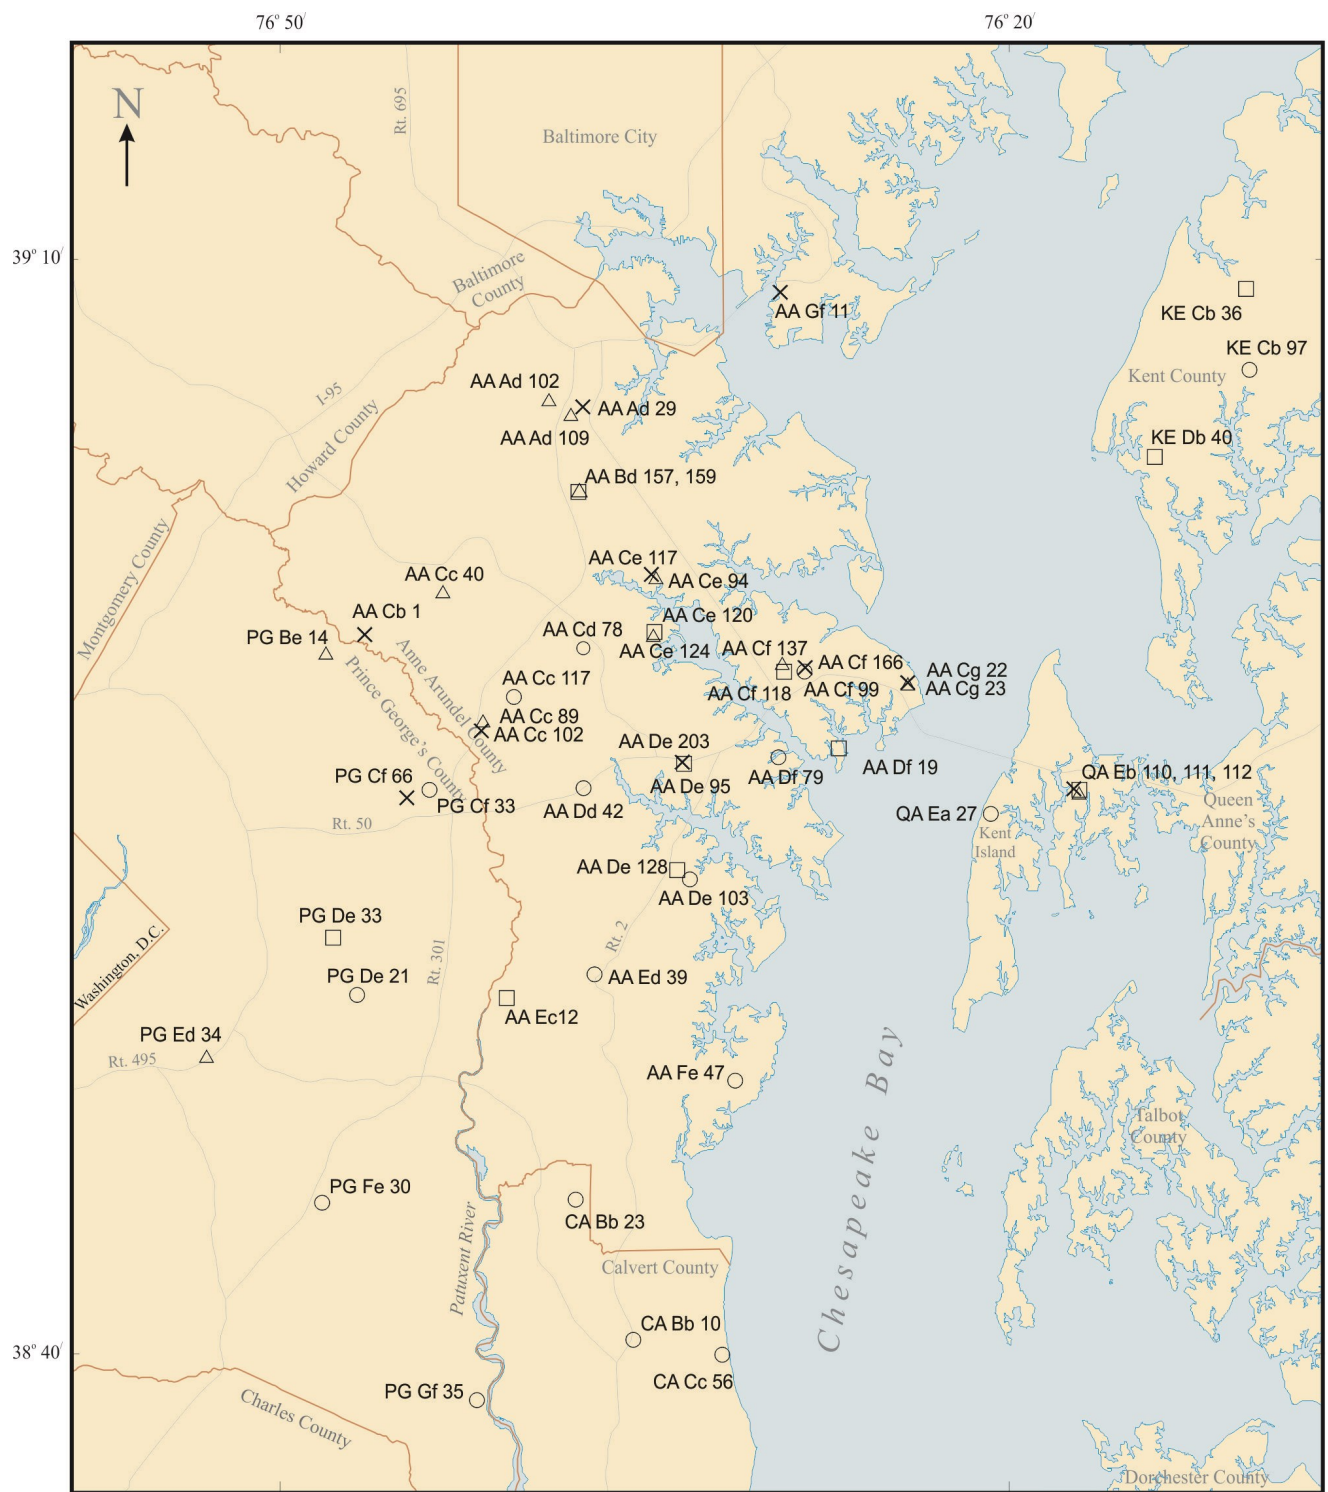 76° 50′
76° 20′
N
Rt. 695
Baltimore City
39° 10′
Baltimore
County
AA Gf 11
KE Cb 36
KE Cb 97
Kent County
AA Ad 102
I-95
AA Ad 29
Howard County
AA Ad 109
KE Db 40
AA Bd 157, 159
Montgomery County
AA Ce 117
AA Cc 40
AA Ce 94
AA Cb 1
AA Ce 120
PG Be 14
AA Cd 78
AA Ce 124
AA Cf 137
AA Cf 166
AA Cg 22
AA Cf 118
AA Cf 99
AA Cg 23
Anne Arundel County
Prince George's County
AA Cc 117
AA Cc 89
AA Cc 102
AA De 203
AA De 95
AA Df 79
AA Df 19
QA Eb 110, 111, 112
PG Cf 66
PG Cf 33
AA Dd 42
QA Ea 27
Queen
Anne's
County
Rt. 50
Kent
Island
AA De 128
AA De 103
PG De 33
Rt. 2
Washington, D.C.
Rt. 301
PG De 21
AA Ed 39
AA Ec12
PG Ed 34
Rt. 495
AA Fe 47
Chesapeake Bay
Talbot
County
PG Fe 30
Patuxent River
CA Bb 23
Calvert County
CA Bb 10
38° 40′
CA Cc 56
PG Gf 35
Charles County
Dorchester County